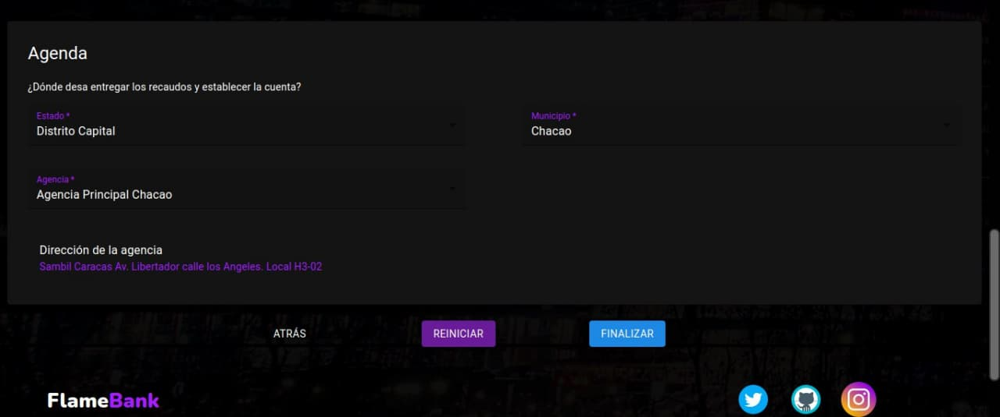 Agenda
¿Dónde desa entregar los recaudos y establecer la cuenta?
Estado *
Distrito Capital
Municipio *
Chacao
Agencia *
Agencia Principal Chacao
Dirección de la agencia
Sambil Caracas Av. Libertador calle los Angeles. Local H3-02
ATRÁS
REINICIAR
FINALIZAR
FlameBank